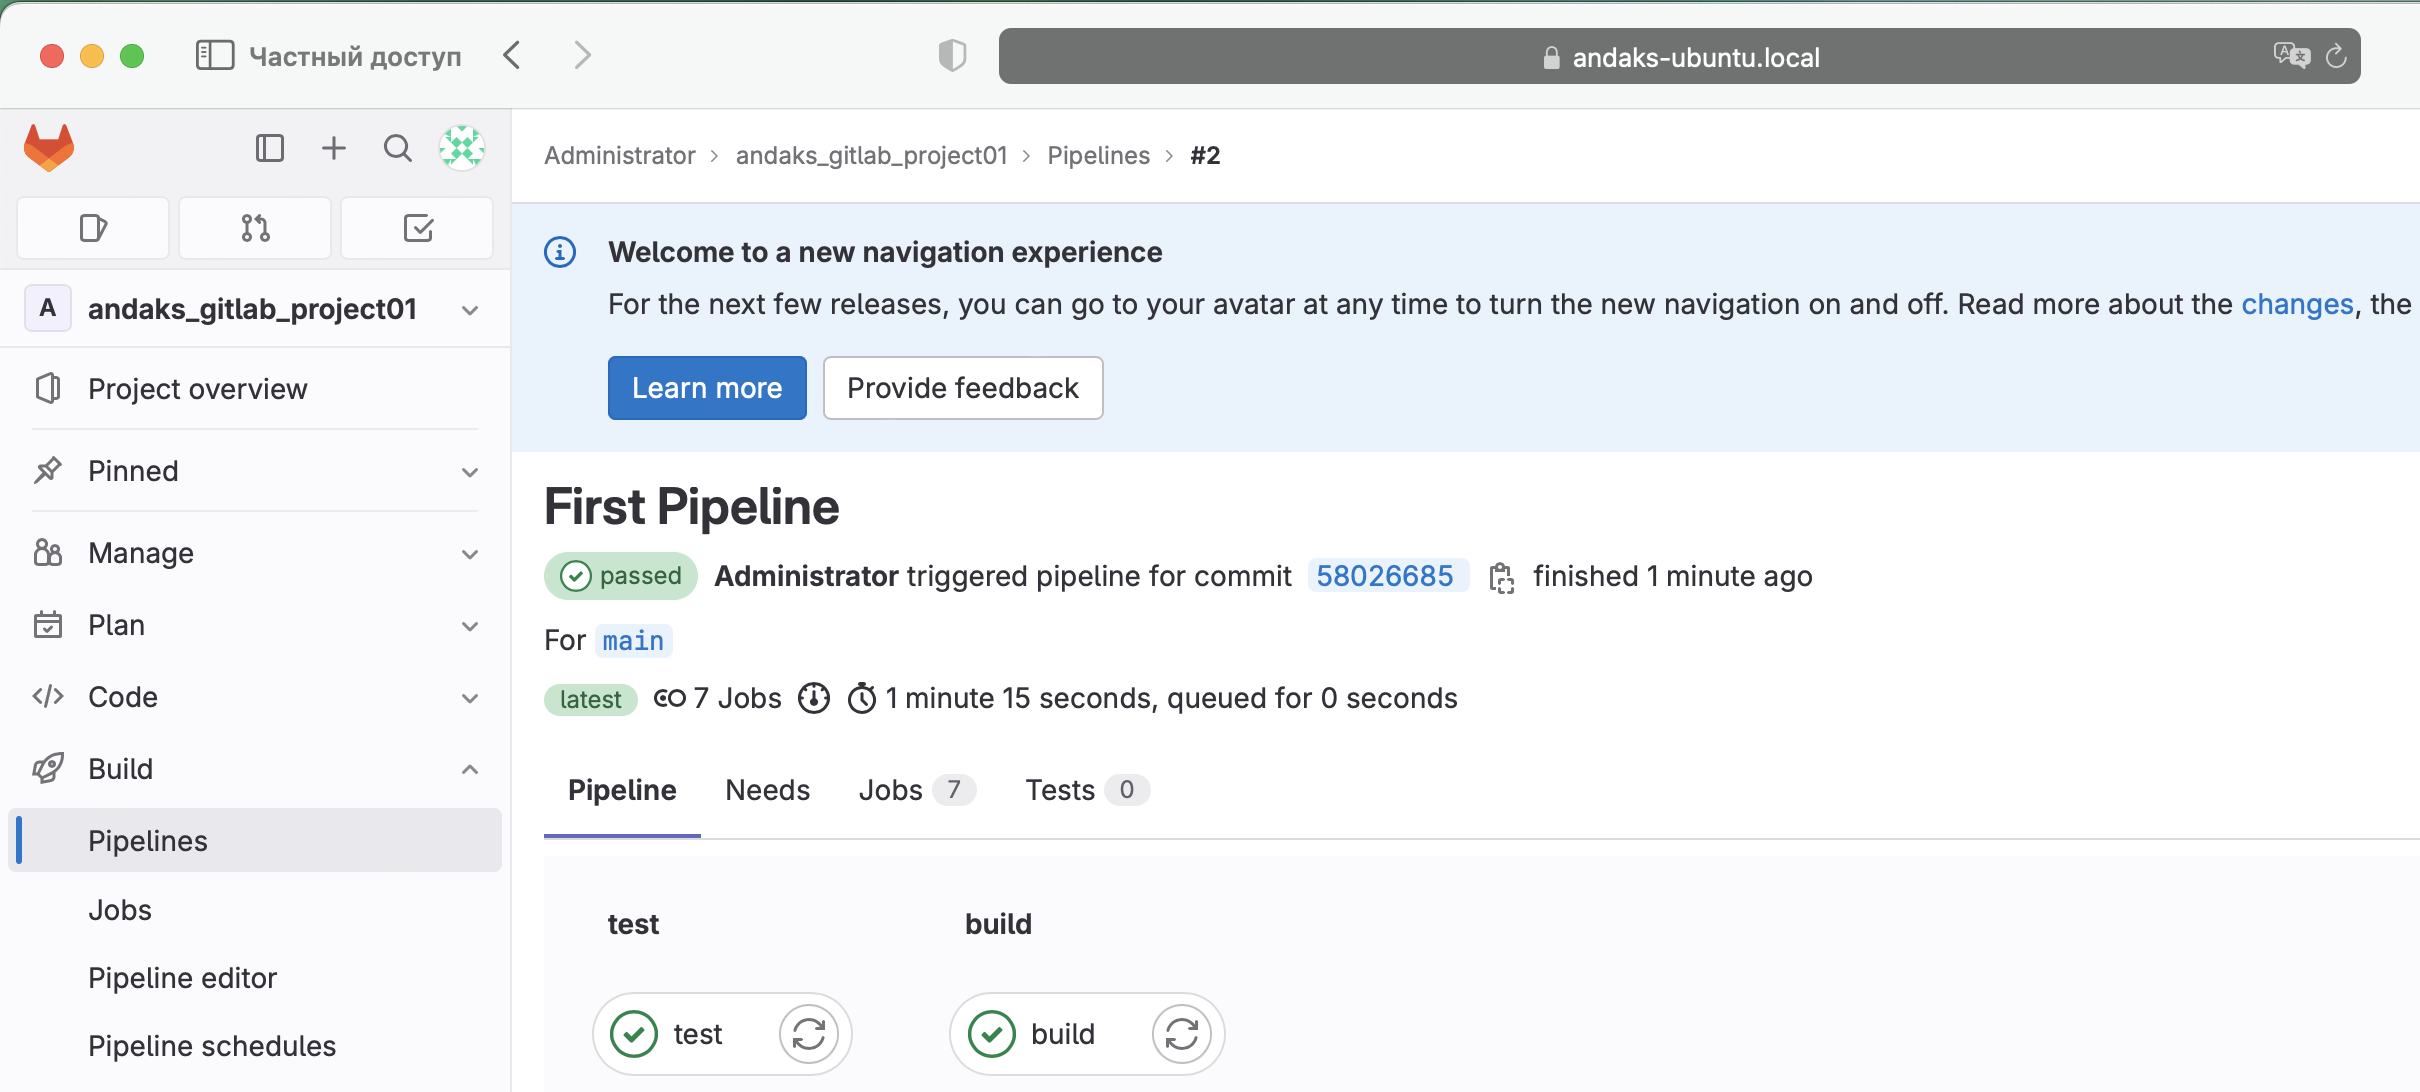 Частный доступ
andaks-ubuntu.local
Administrator > andaks_gitlab_project01 > Pipelines > #2
Welcome to a new navigation experience
For the next few releases, you can go to your avatar at any time to turn the new navigation on and off. Read more about the changes, the
Learn more Provide feedback
A andaks_gitlab_project01
Project overview
Pinned
Manage
Plan
Code
Build
Pipelines
Jobs
Pipeline editor
Pipeline schedules
First Pipeline
passed Administrator triggered pipeline for commit 58026685 finished 1 minute ago
For main
latest 7 Jobs 1 minute 15 seconds, queued for 0 seconds
Pipeline Needs Jobs 7 Tests 0
test build
test build